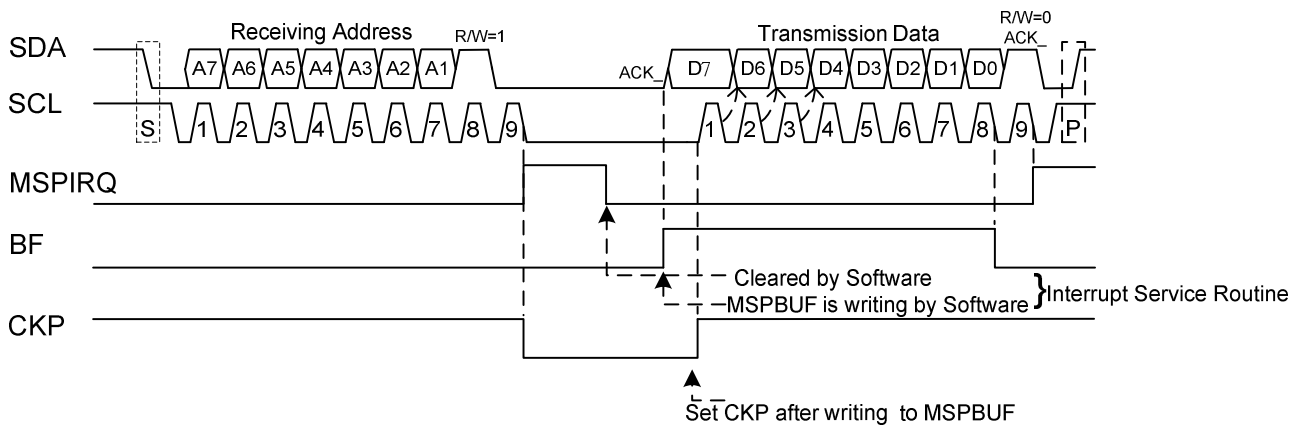 Receiving Address
R/W=1
Transmission Data
R/W=0
ACK_
SDA
A7 A6 A5 A4 A3 A2 A1
ACK_
D7 D6 D5 D4 D3 D2 D1 D0
SCL
S 1 2 3 4 5 6 7 8 9 1 2 3 4 5 6 7 8 9 P
MSPIRQ
BF
Cleared by Software
MSPBUF is writing by Software
} Interrupt Service Routine
CKP
Set CKP after writing to MSPBUF